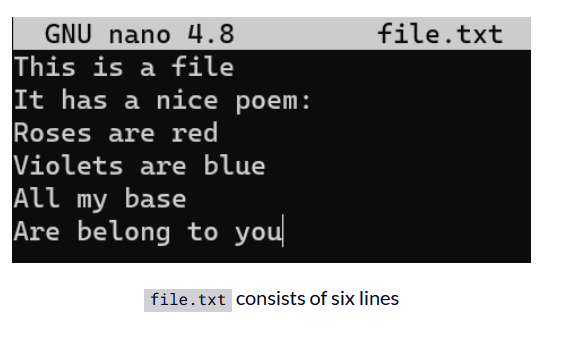 GNU nano 4.8 file.txt
This is a file
It has a nice poem:
Roses are red
Violets are blue
All my base
Are belong to you
file.txt consists of six lines